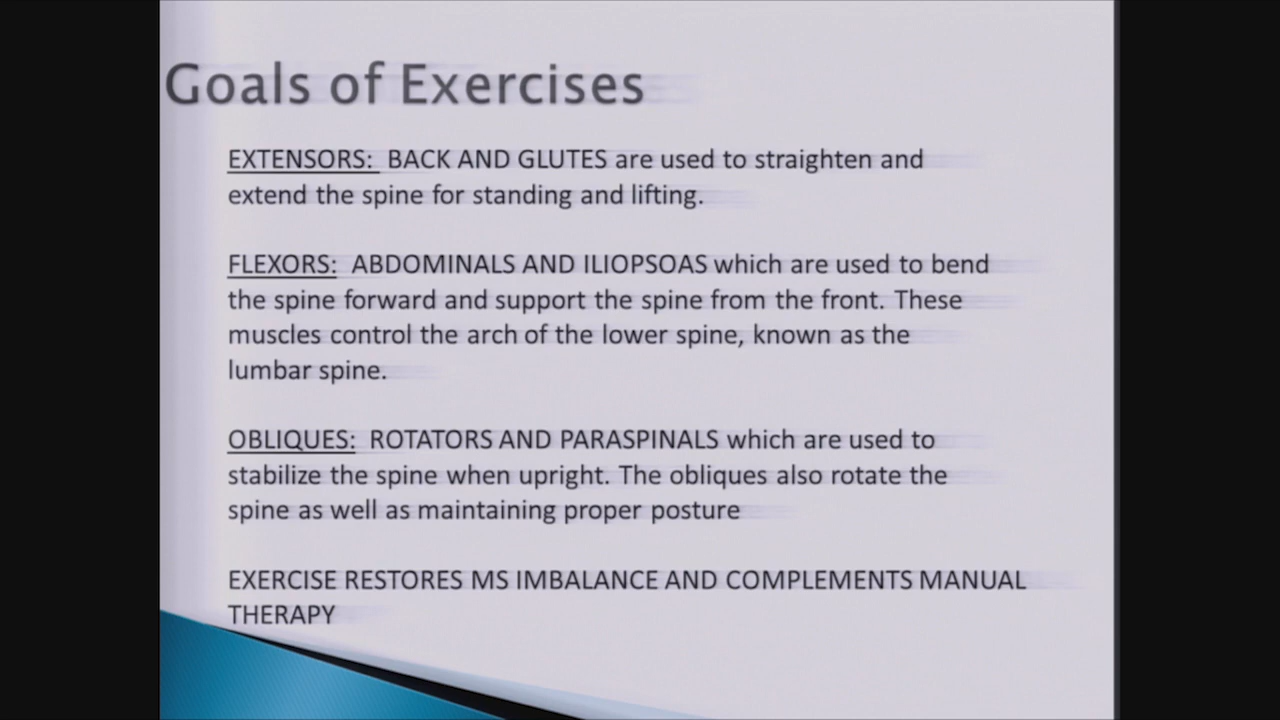 Goals of Exercises
EXTENSORS:  BACK AND GLUTES are used to straighten and
extend the spine for standing and lifting.
FLEXORS:  ABDOMINALS AND ILIOPSOAS which are used to bend
the spine forward and support the spine from the front. These
muscles control the arch of the lower spine, known as the
lumbar spine.
OBLIQUES:  ROTATORS AND PARASPINALS which are used to
stabilize the spine when upright. The obliques also rotate the
spine as well as maintaining proper posture
EXERCISE RESTORES MS IMBALANCE AND COMPLEMENTS MANUAL
THERAPY